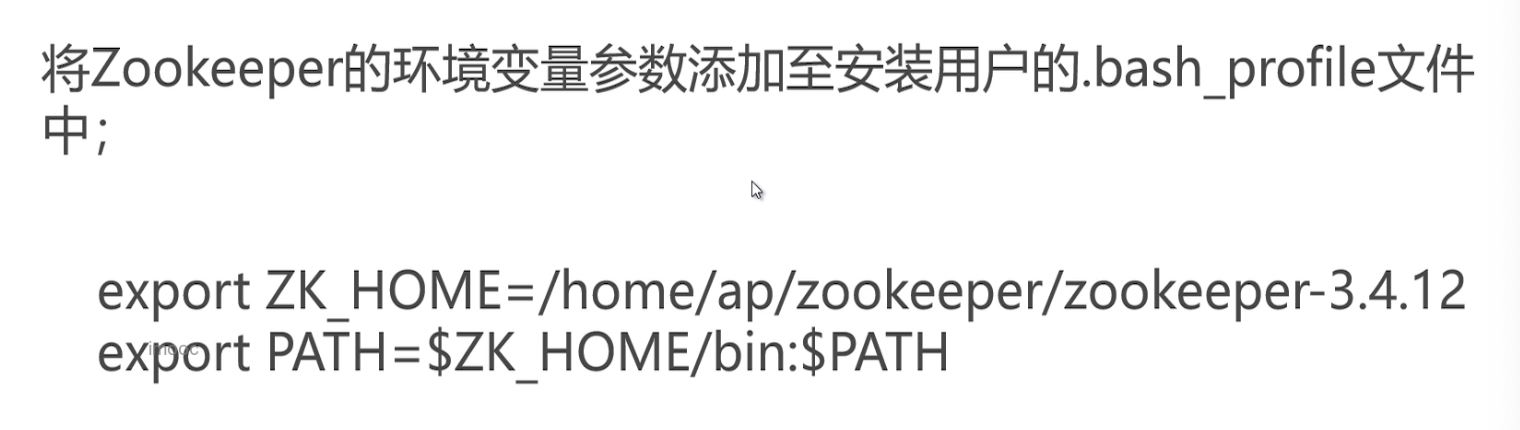 将Zookeeper的环境变量参数添加至安装用户的.bash_profile文件
中；
export ZK_HOME=/home/ap/zookeeper/zookeeper-3.4.12
export PATH=$ZK_HOME/bin:$PATH
imooc